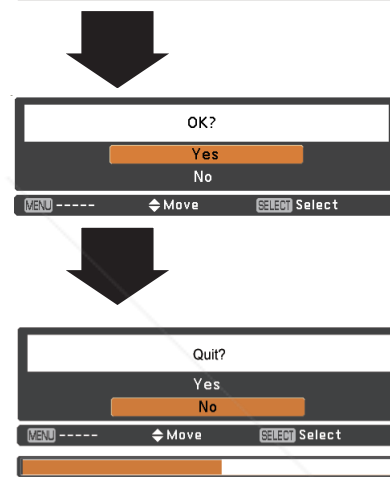 OK?
Yes
No
MENU ----- Move SELECT Select
Quit?
Yes
No
MENU ----- Move SELECT Select